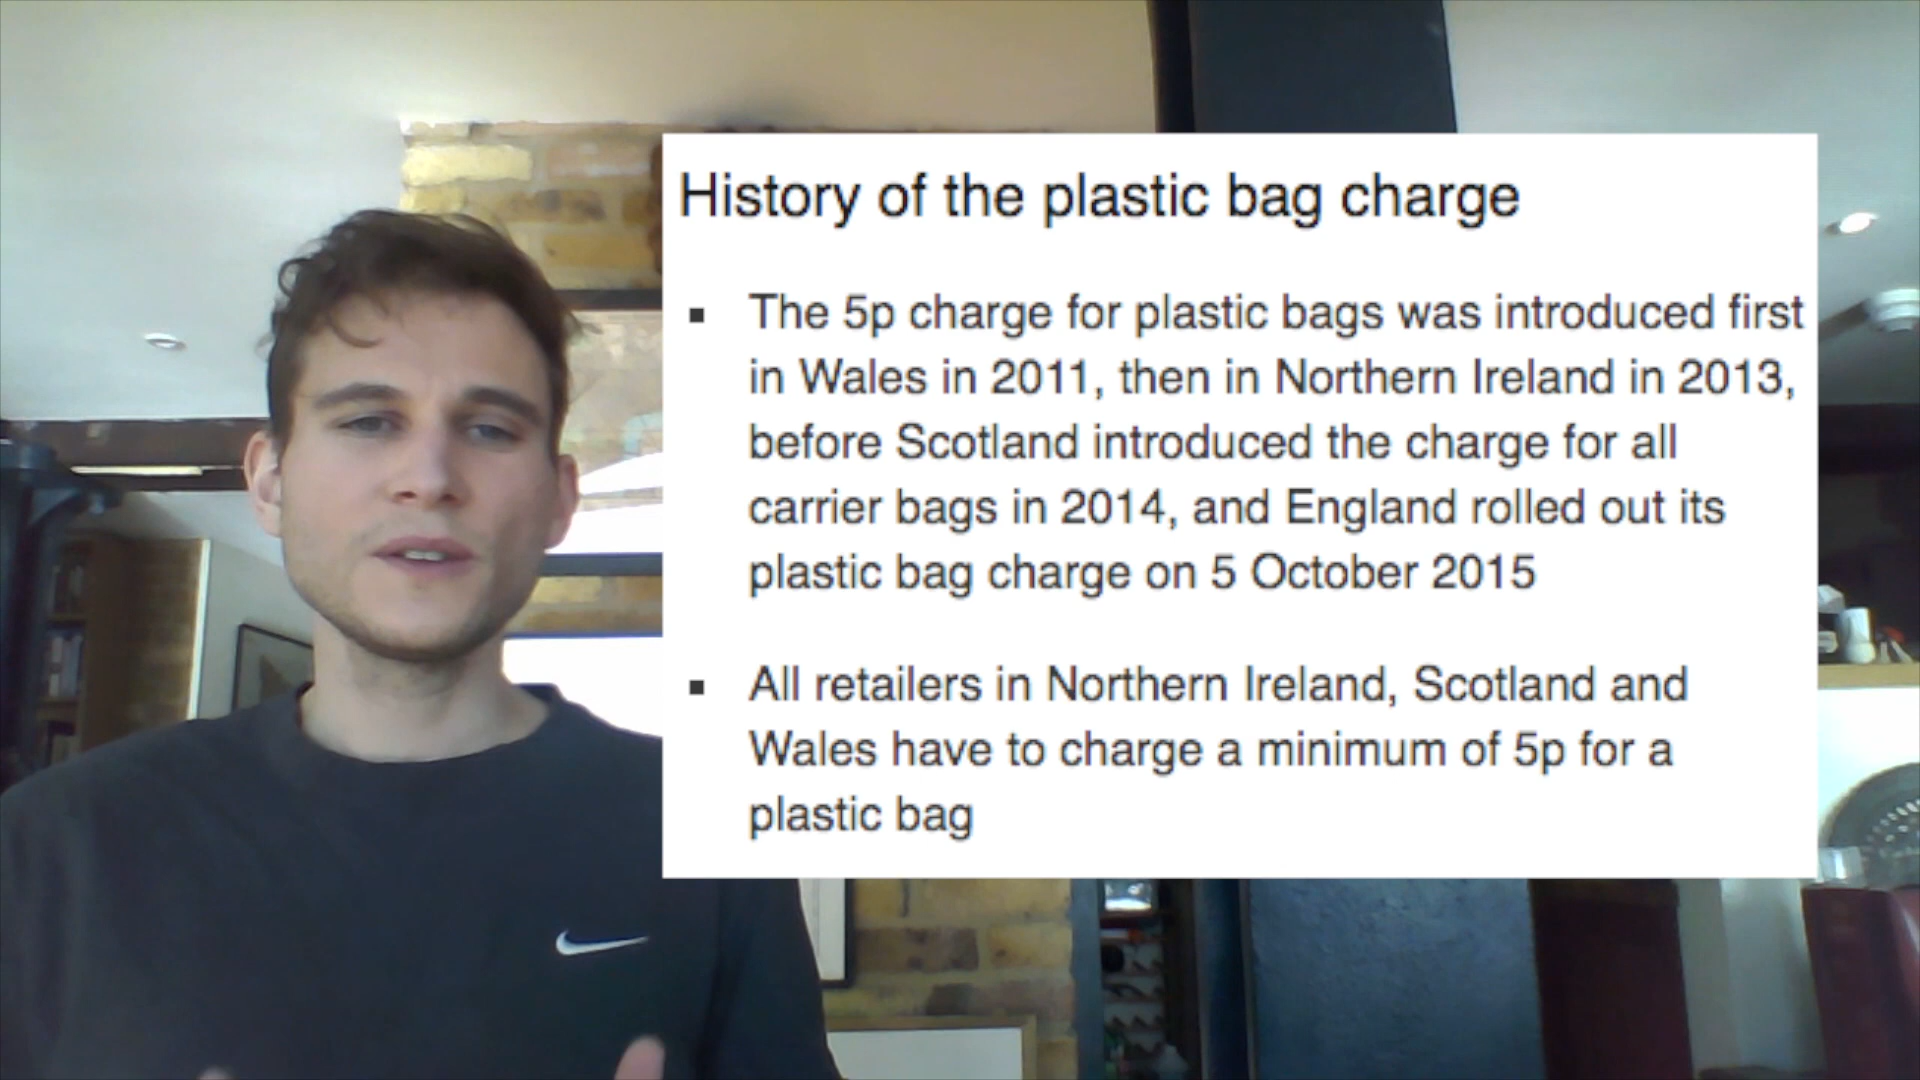 History of the plastic bag charge
▪ The 5p charge for plastic bags was introduced first
in Wales in 2011, then in Northern Ireland in 2013,
before Scotland introduced the charge for all
carrier bags in 2014, and England rolled out its
plastic bag charge on 5 October 2015
▪ All retailers in Northern Ireland, Scotland and
Wales have to charge a minimum of 5p for a
plastic bag